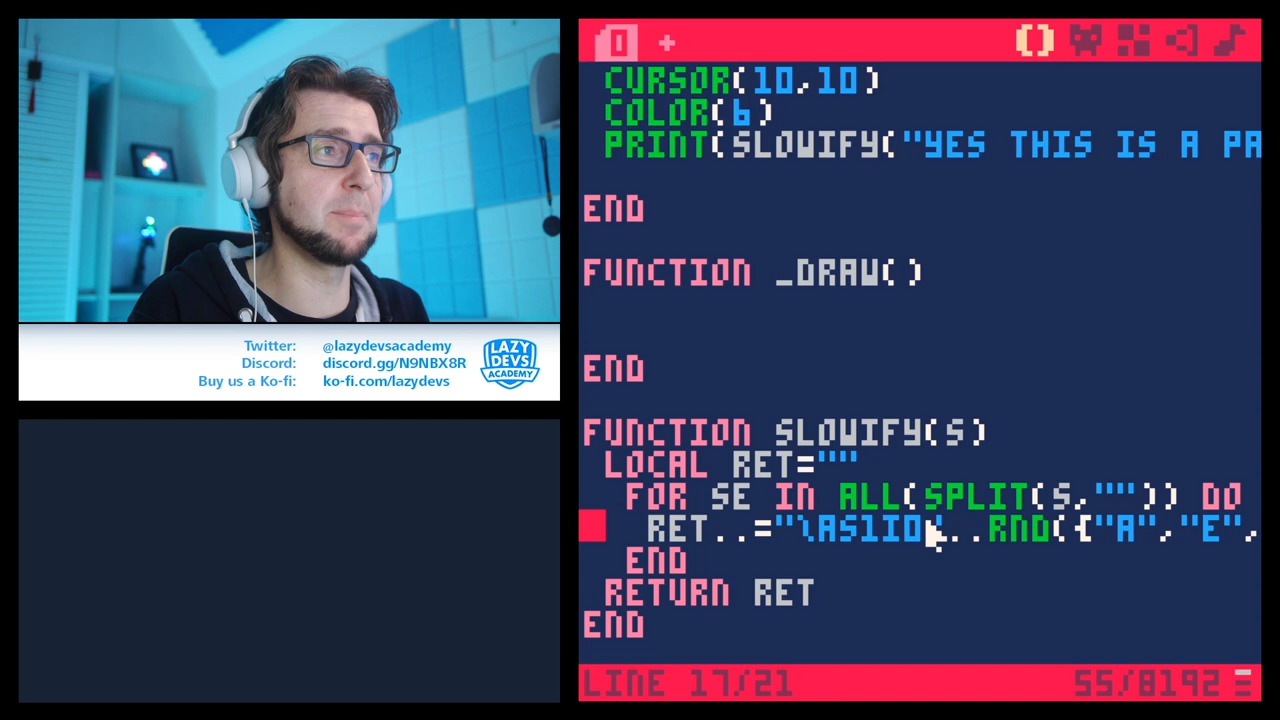 Twitter: @lazydevsacademy
Discord: discord.gg/N9NBX8R
Buy us a Ko-fi: ko-fi.com/lazydevs
LAZY
DEVS
ACADEMY
0 +
CURSOR(10,10)
COLOR(6)
PRINT(SLOWIFY("YES THIS IS A PA
END
FUNCTION _DRAW()
END
FUNCTION SLOWIFY(S)
LOCAL RET=""
FOR SE IN ALL(SPLIT(S,"")) DO
RET..="\AS1I0"..RND({"A","E",
END
RETURN RET
END
LINE 17/21 55/8192